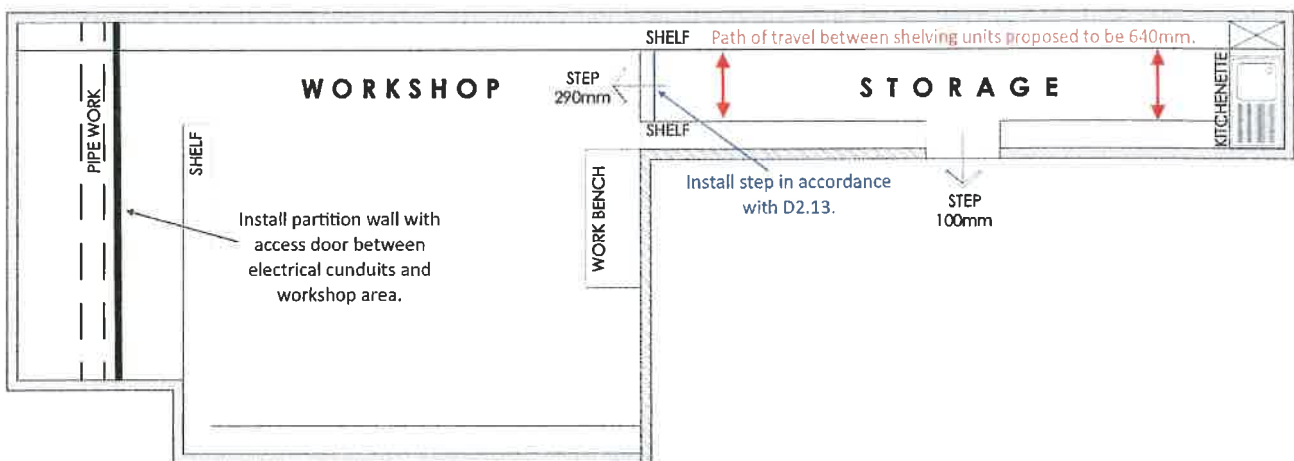 SHELF
Path of travel between shelving units proposed to be 640mm.
WORKSHOP
STEP
290mm
STORAGE
KITCHENETTE
PIPE WORK
SHELF
SHELF
Install partition wall with
access door between
electrical cunduits and
workshop area.
WORK BENCH
Install step in accordance
with D2.13.
STEP
100mm